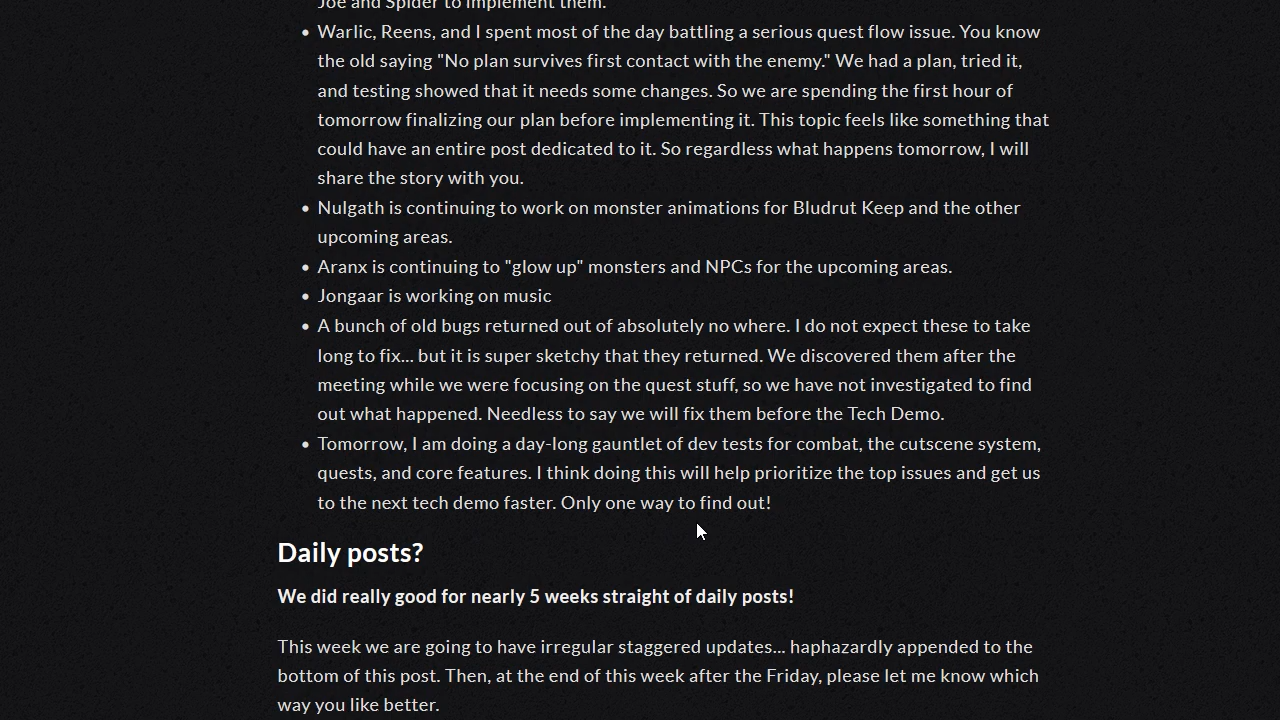 Joe and Spider to implement them.
• Warlic, Reens, and I spent most of the day battling a serious quest flow issue. You know
the old saying "No plan survives first contact with the enemy." We had a plan, tried it,
and testing showed that it needs some changes. So we are spending the first hour of
tomorrow finalizing our plan before implementing it. This topic feels like something that
could have an entire post dedicated to it. So regardless what happens tomorrow, I will
share the story with you.
• Nulgath is continuing to work on monster animations for Bludrut Keep and the other
upcoming areas.
• Aranx is continuing to "glow up" monsters and NPCs for the upcoming areas.
• Jongaar is working on music
• A bunch of old bugs returned out of absolutely no where. I do not expect these to take
long to fix... but it is super sketchy that they returned. We discovered them after the
meeting while we were focusing on the quest stuff, so we have not investigated to find
out what happened. Needless to say we will fix them before the Tech Demo.
• Tomorrow, I am doing a day-long gauntlet of dev tests for combat, the cutscene system,
quests, and core features. I think doing this will help prioritize the top issues and get us
to the next tech demo faster. Only one way to find out!
Daily posts?
We did really good for nearly 5 weeks straight of daily posts!
This week we are going to have irregular staggered updates... haphazardly appended to the
bottom of this post. Then, at the end of this week after the Friday, please let me know which
way you like better.